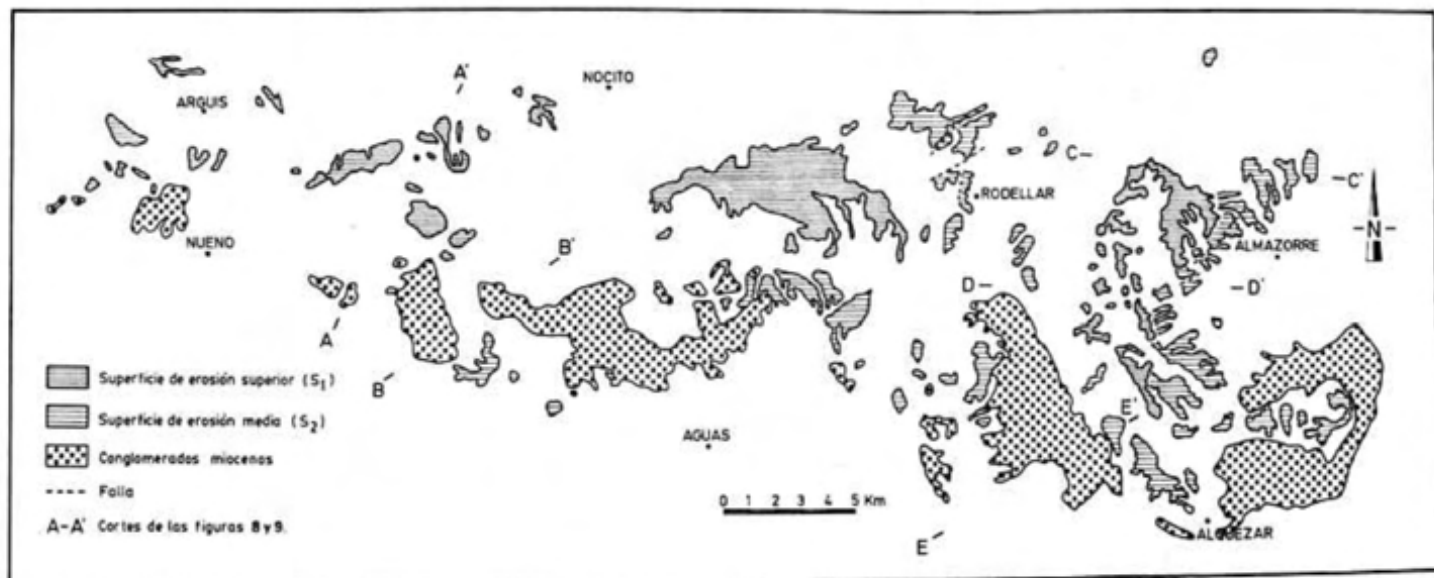 A'
NOCITO
ARGUIS
C-
-C'
RODELLAR
-N-
NUENO
ALMAZORRE
B'
D-
-D'
A
B
Superficie de erosión superior (S1)
Superficie de erosión media (S2)
E'
AGUAS
Conglomerados miocenos
Falla
0 1 2 3 4 5 Km
A-A' Cortes de las figuras 8 y 9.
ALQUEZAR
E